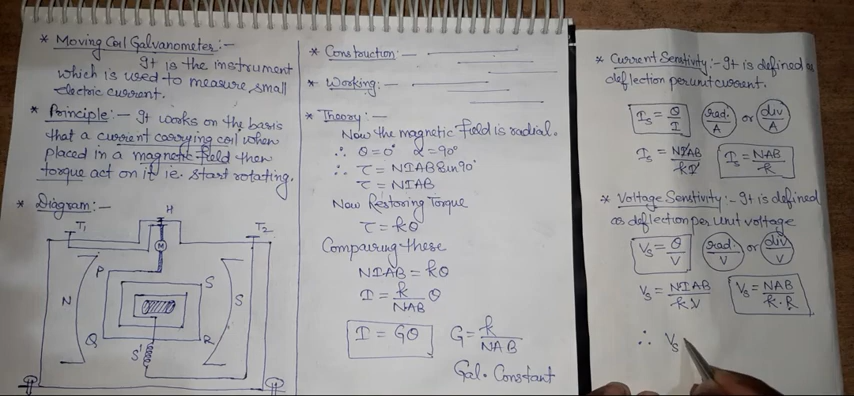 * Moving Coil Galvanometer:-
It is the instrument
which is used to measure small
electric current.
* Principle:- It works on the basis
that a current carrying coil when
placed in a magnetic field then
torque act on it ie. start rotating.
* Diagram:-
H
T1
T2
M
P
S
N
S
Q
R
S'
* Construction:-
* Working:-
* Theory:-
Now the magnetic field is radial.
∴ θ=0° α=90°
∴ τ = NIAB Sin90°
τ = NIAB
Now Restoring Torque
τ = kθ
Comparing these
NIAB = kθ
I = k/NAB θ
I = Gθ G = k/NAB
Gal. Constant
* Current Sensitivity:- It is defined as
deflection per unit current.
Is = θ/I rad./A or div/A
Is = NIAB/kI Is = NAB/k
* Voltage Sensitivity:- It is defined
as deflection per unit voltage
Vs = θ/V rad./V or div/V
Vs = NIAB/kV Vs = NAB/k.R
∴ Vs